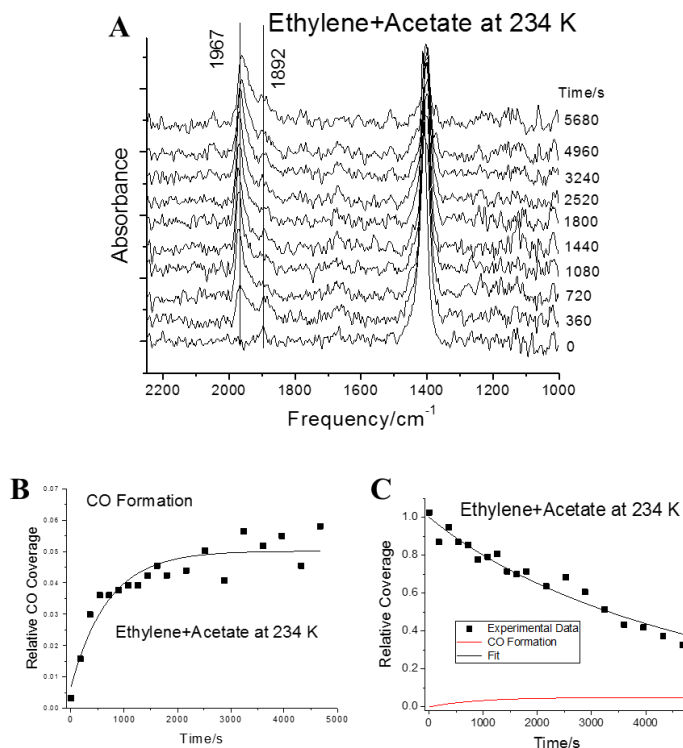 A
Ethylene+Acetate at 234 K
1967
1892
Time/s
5680
4960
3240
2520
1800
1440
1080
720
360
0
Absorbance
2200 2000 1800 1600 1400 1200 1000
Frequency/cm-1
B
CO Formation
0.07
0.06
0.05
0.04
0.03
0.02
0.01
0.00
Relative CO Coverage
Ethylene+Acetate at 234 K
0 1000 2000 3000 4000 5000
Time/s
C
Ethylene+Acetate at 234 K
1.0
0.8
0.6
0.4
0.2
0.0
Relative Coverage
Experimental Data
CO Formation
Fit
0 1000 2000 3000 4000
Time/s